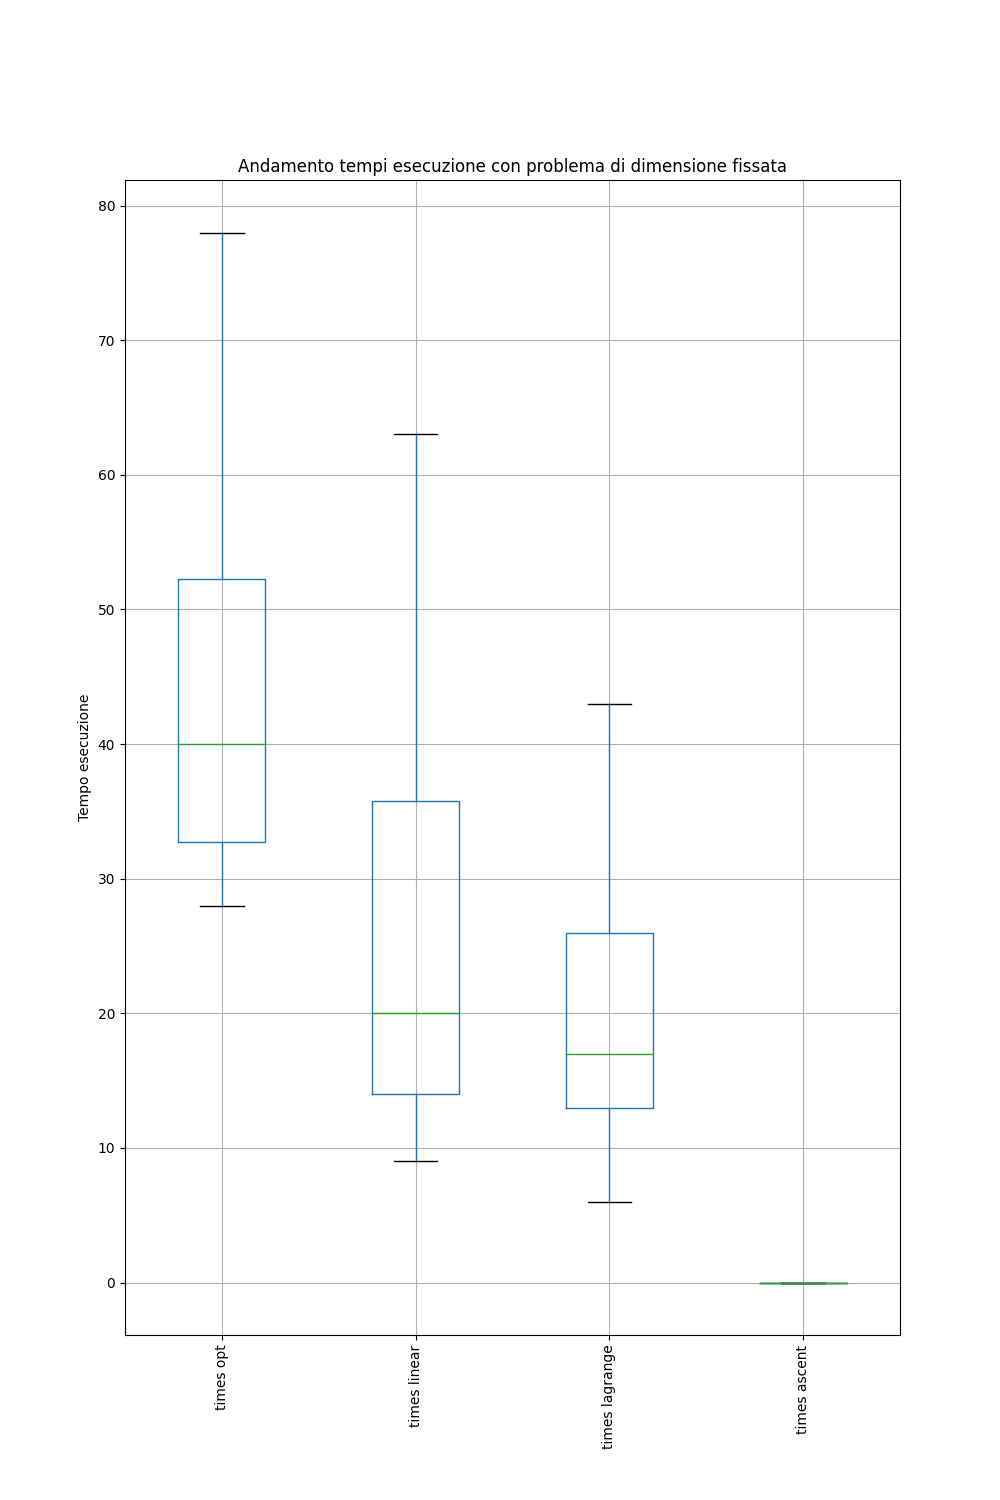 Andamento tempi esecuzione con problema di dimensione fissata
80
70
60
50
40
30
20
10
0
Tempo esecuzione
times opt
times linear
times lagrange
times ascent